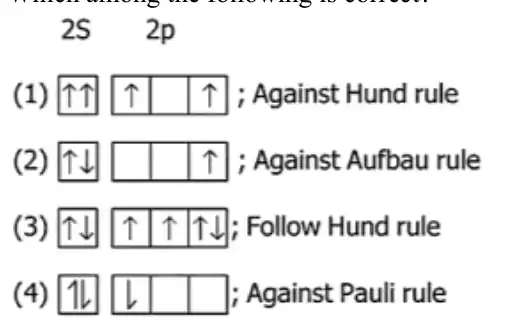 2S 2p
(1) ↑↑ ↑ ↑ ; Against Hund rule
(2) ↑↓ ↑ ; Against Aufbau rule
(3) ↑↓ ↑ ↑ ↑↓; Follow Hund rule
(4) ⥮ ⇂ ; Against Pauli rule